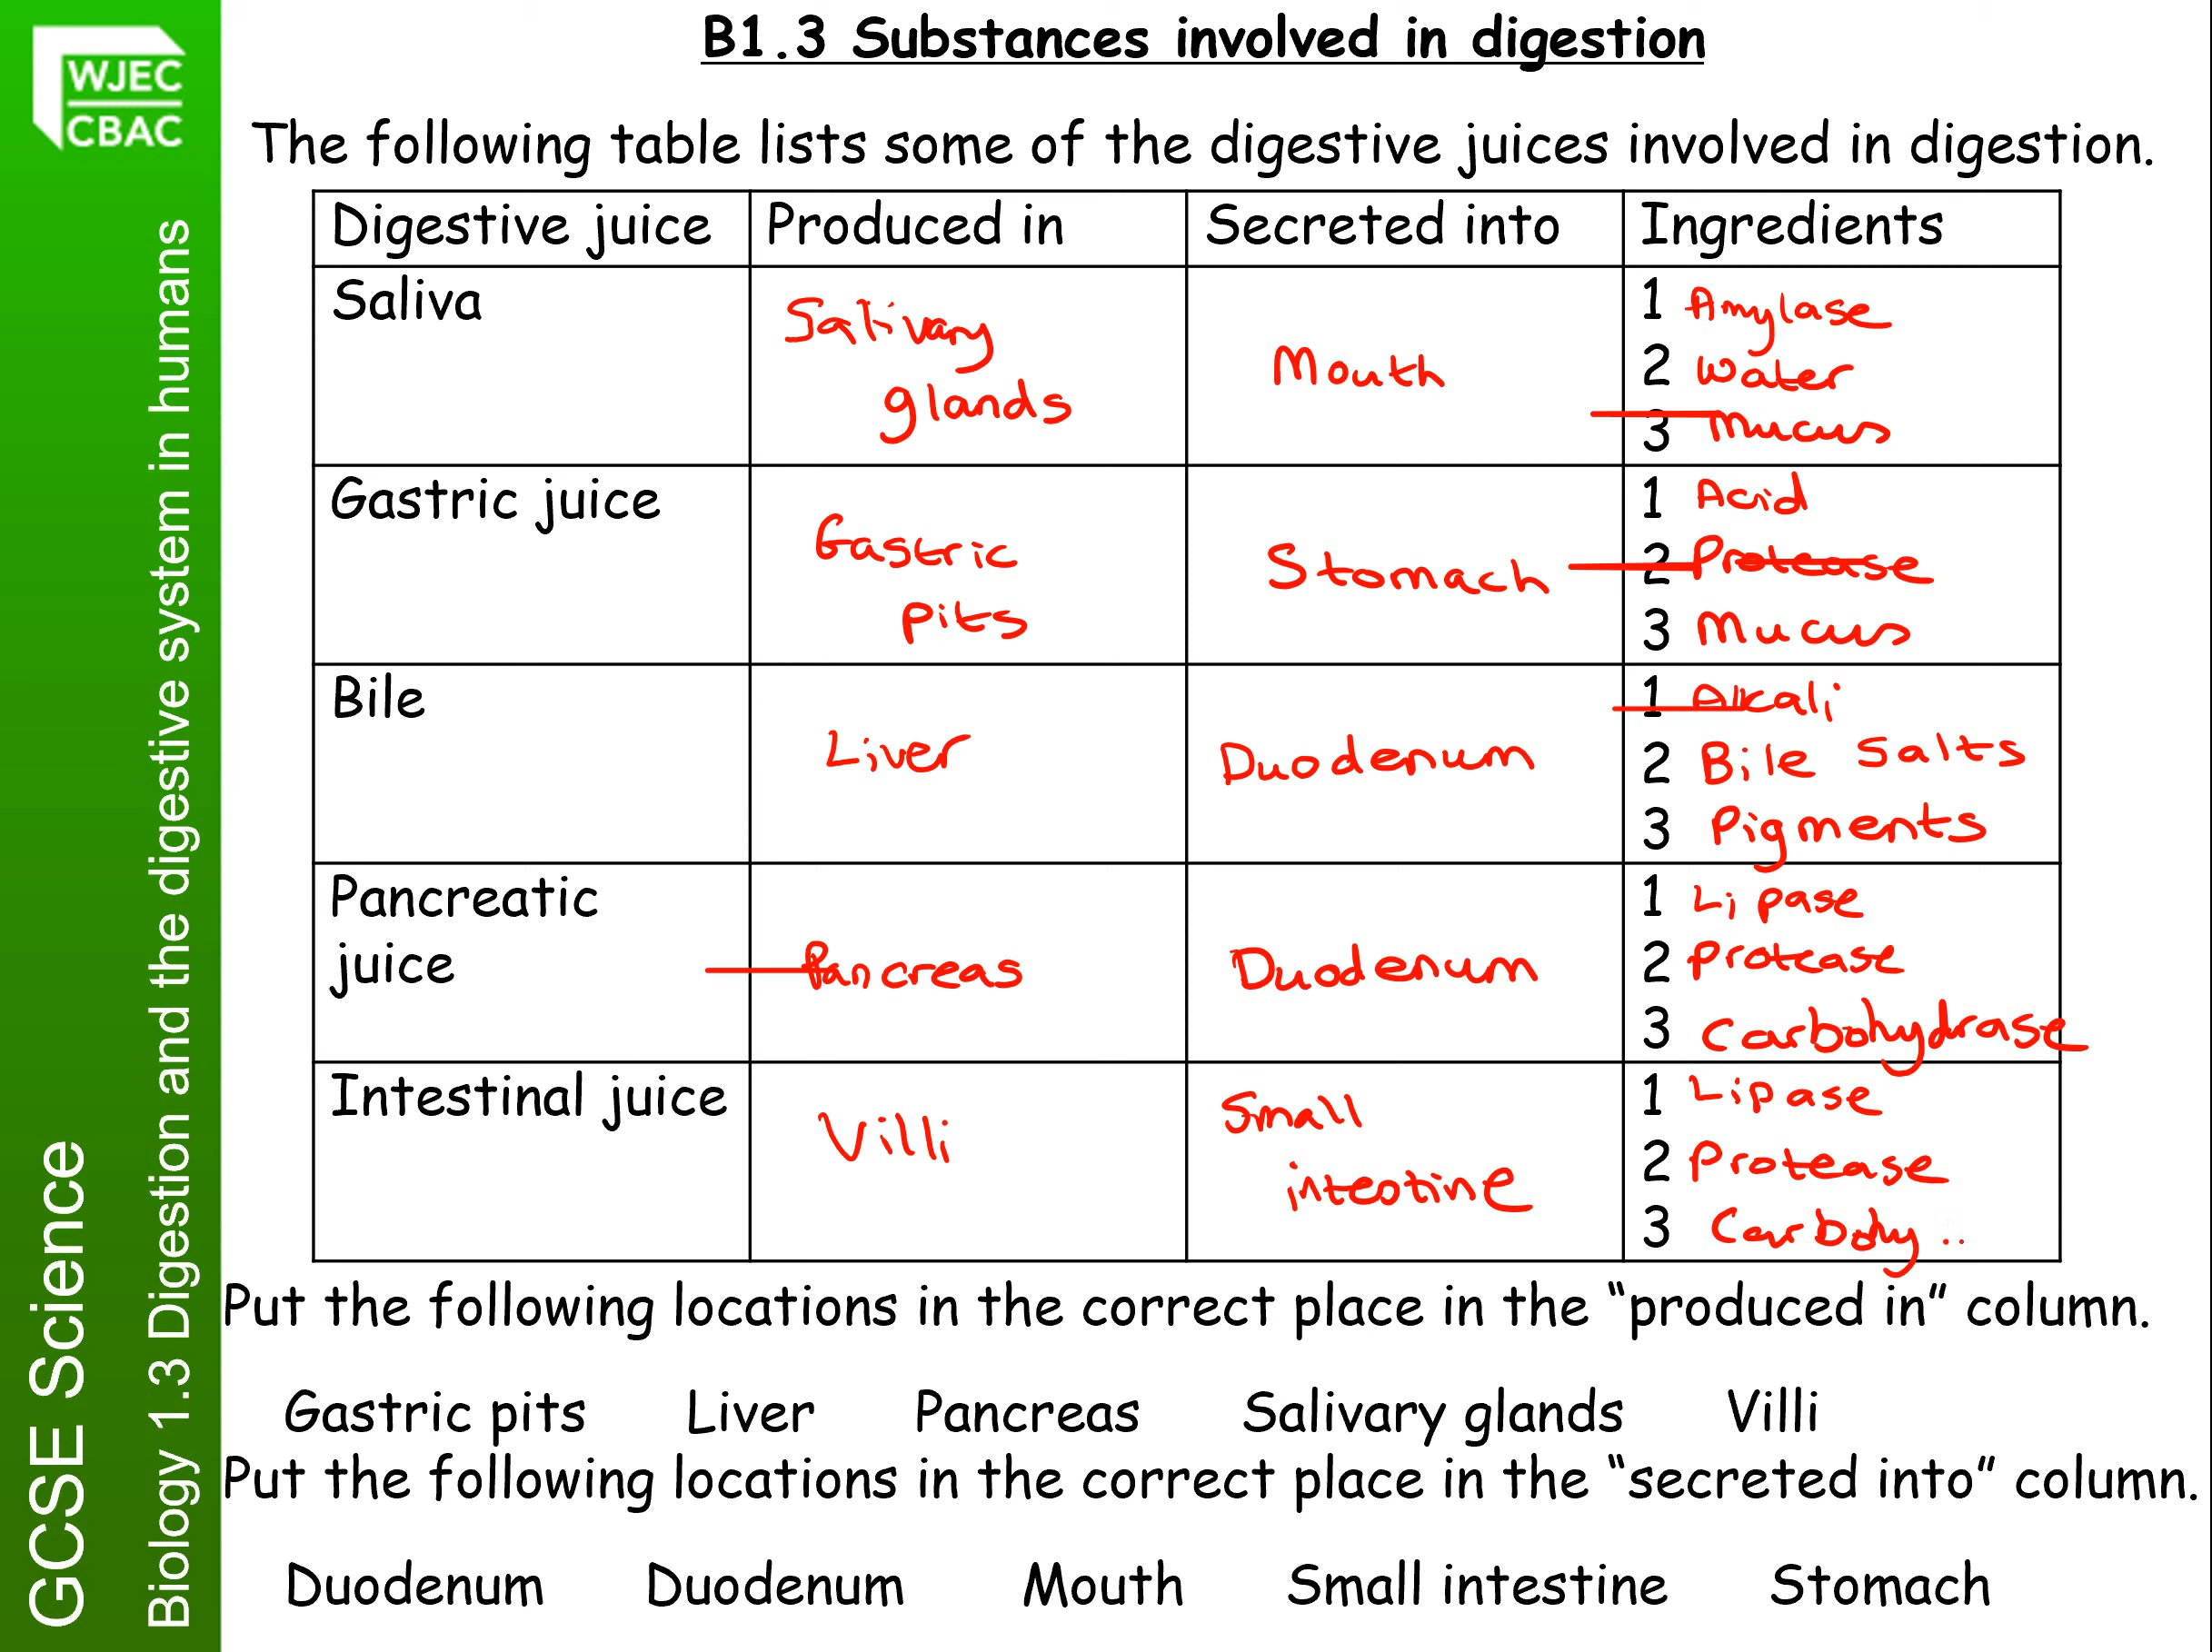 WJEC
CBAC
GCSE Science
Biology 1.3 Digestion and the digestive system in humans
B1.3 Substances involved in digestion
The following table lists some of the digestive juices involved in digestion.
Digestive juice Produced in Secreted into Ingredients
Saliva
Salivary
glands
Mouth
1 Amylase
2 Water
3 Mucus
Gastric juice
Gastric
pits
Stomach
1 Acid
2 Protease
3 Mucus
Bile
Liver
Duodenum
1 Alkali
2 Bile Salts
3 Pigments
Pancreatic
juice
Pancreas
Duodenum
1 Lipase
2 Protease
3 Carbohydrase
Intestinal juice
Villi
Small
intestine
1 Lipase
2 Protease
3 Carbohy..
Put the following locations in the correct place in the “produced in” column.
Gastric pits Liver Pancreas Salivary glands Villi
Put the following locations in the correct place in the “secreted into” column.
Duodenum Duodenum Mouth Small intestine Stomach